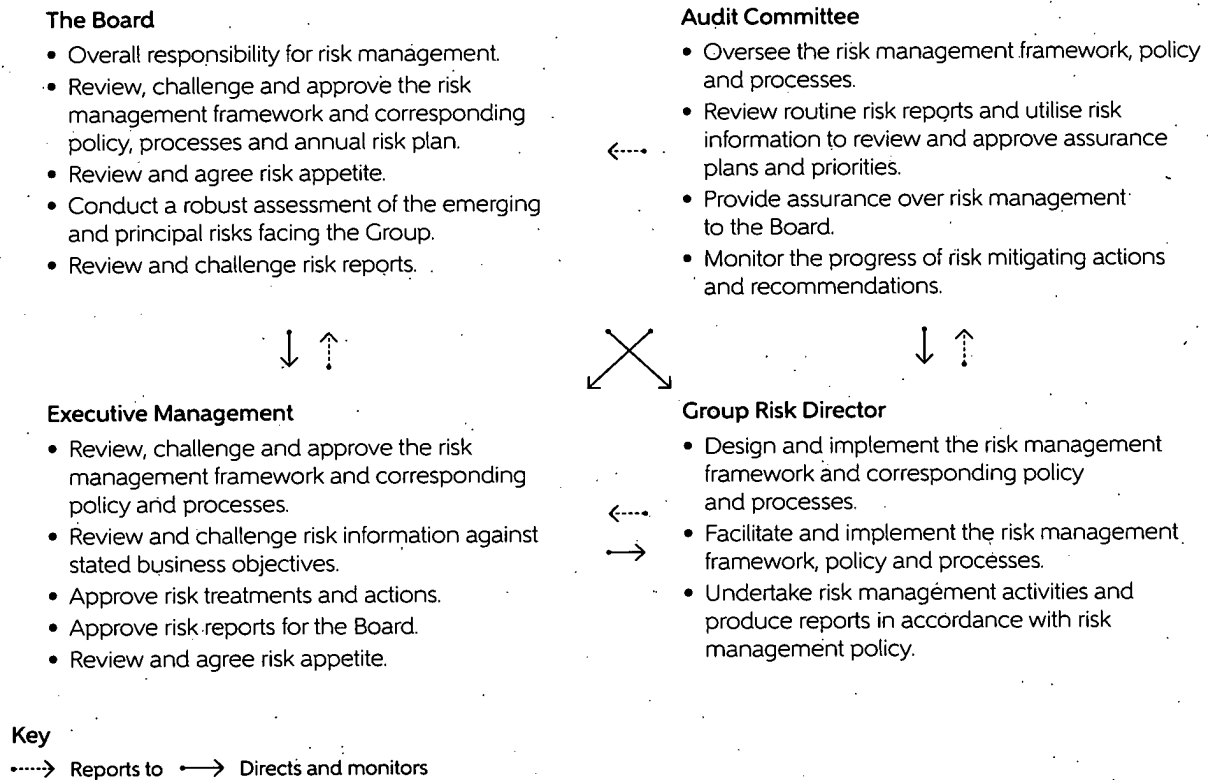 The Board
• Overall responsibility for risk management.
• Review, challenge and approve the risk
management framework and corresponding
policy, processes and annual risk plan.
• Review and agree risk appetite.
• Conduct a robust assessment of the emerging
and principal risks facing the Group.
• Review and challenge risk reports.
Audit Committee
• Oversee the risk management framework, policy
and processes.
• Review routine risk reports and utilise risk
information to review and approve assurance
plans and priorities.
• Provide assurance over risk management
to the Board.
• Monitor the progress of risk mitigating actions
and recommendations.
Executive Management
• Review, challenge and approve the risk
management framework and corresponding
policy and processes.
• Review and challenge risk information against
stated business objectives.
• Approve risk treatments and actions.
• Approve risk reports for the Board.
• Review and agree risk appetite.
Group Risk Director
• Design and implement the risk management
framework and corresponding policy
and processes.
• Facilitate and implement the risk management
framework, policy and processes.
• Undertake risk management activities and
produce reports in accordance with risk
management policy.
Key
Reports to Directs and monitors